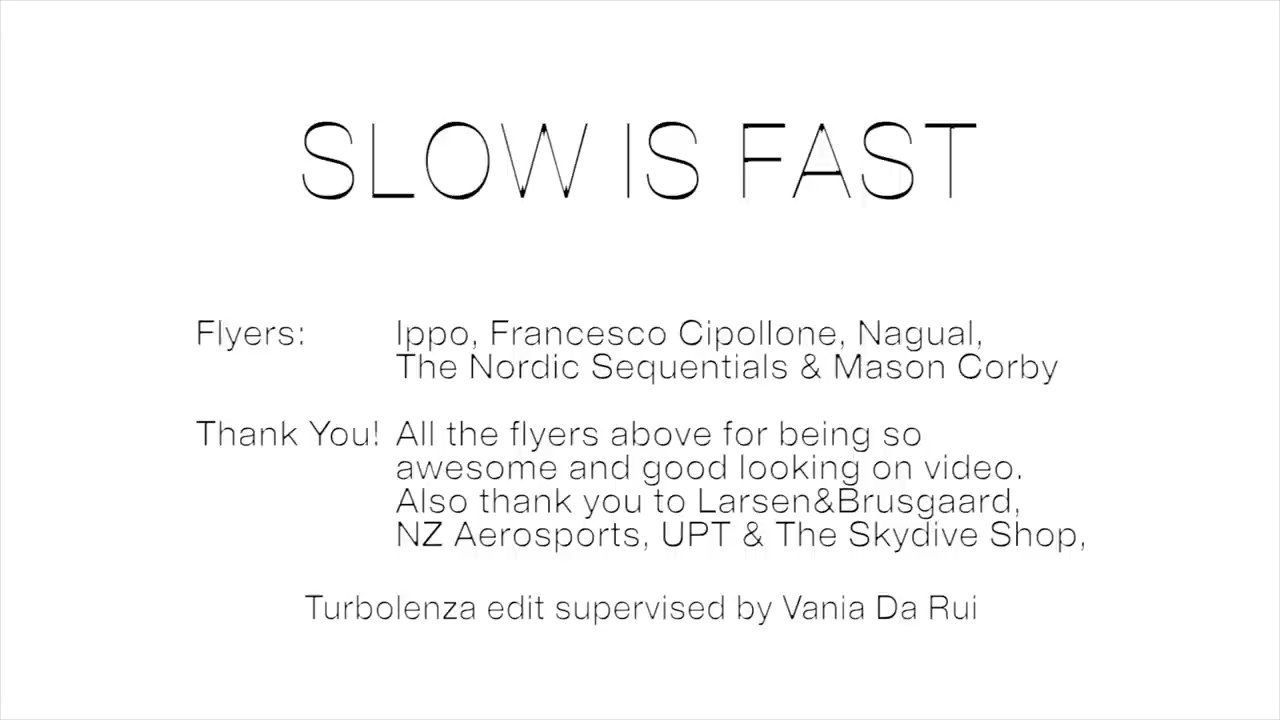 SLOW IS FAST
Flyers: Ippo, Francesco Cipollone, Nagual,
The Nordic Sequentials & Mason Corby
Thank You! All the flyers above for being so
awesome and good looking on video.
Also thank you to Larsen&Brusgaard,
NZ Aerosports, UPT & The Skydive Shop,
Turbolenza edit supervised by Vania Da Rui